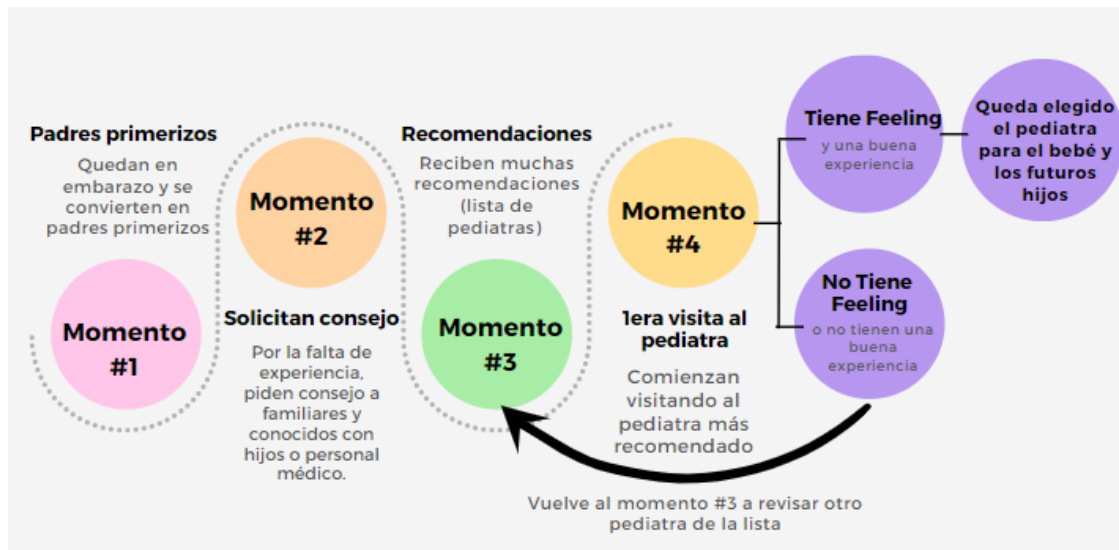 Padres primerizos
Quedan en
embarazo y se
convierten en
padres primerizos
Momento
#1
Momento
#2
Solicitan consejo
Por la falta de
experiencia,
piden consejo a
familiares y
conocidos con
hijos o personal
médico.
Recomendaciones
Reciben muchas
recomendaciones
(lista de
pediatras)
Momento
#3
Momento
#4
1era visita al
pediatra
Comienzan
visitando al
pediatra más
recomendado
Tiene Feeling
y una buena
experiencia
Queda elegido
el pediatra
para el bebé y
los futuros
hijos
No Tiene
Feeling
o no tienen una
buena
experiencia
Vuelve al momento #3 a revisar otro
pediatra de la lista